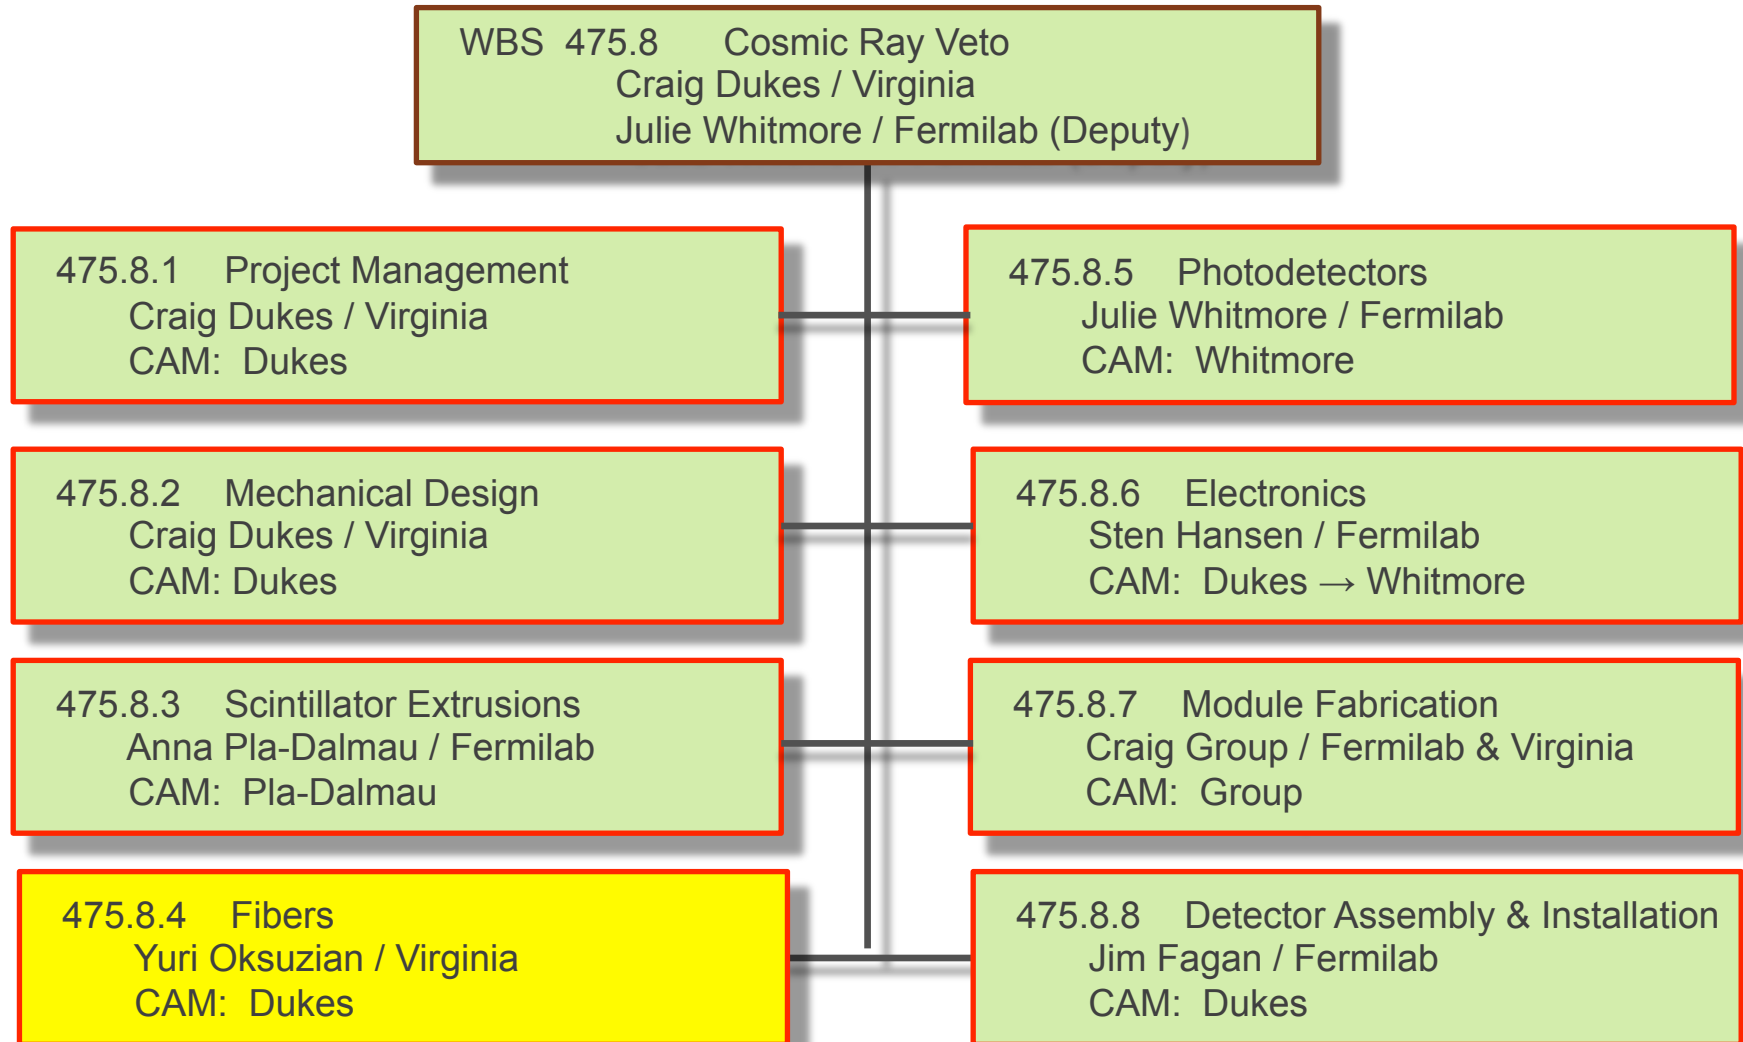 WBS 475.8 Cosmic Ray Veto
Craig Dukes / Virginia
Julie Whitmore / Fermilab (Deputy)
475.8.1 Project Management
Craig Dukes / Virginia
CAM: Dukes
475.8.2 Mechanical Design
Craig Dukes / Virginia
CAM: Dukes
475.8.3 Scintillator Extrusions
Anna Pla-Dalmau / Fermilab
CAM: Pla-Dalmau
475.8.4 Fibers
Yuri Oksuzian / Virginia
CAM: Dukes
475.8.5 Photodetectors
Julie Whitmore / Fermilab
CAM: Whitmore
475.8.6 Electronics
Sten Hansen / Fermilab
CAM: Dukes → Whitmore
475.8.7 Module Fabrication
Craig Group / Fermilab & Virginia
CAM: Group
475.8.8 Detector Assembly & Installation
Jim Fagan / Fermilab
CAM: Dukes